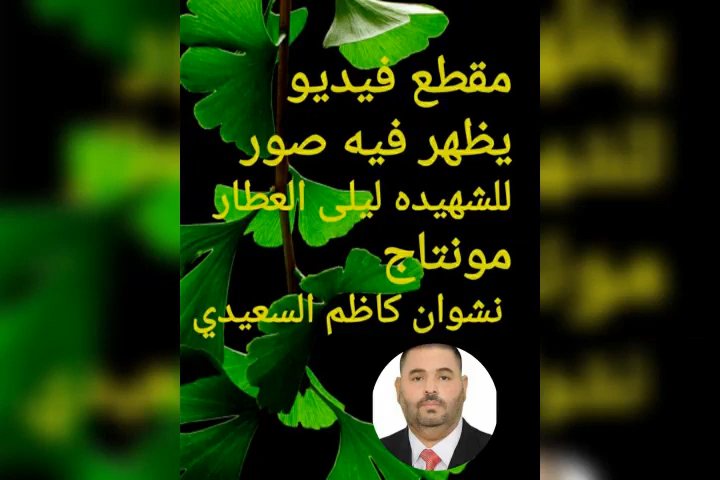 مقطع فيديو
يظهر فيه صور
للشهيده ليلى العطار
مونتاج
نشوان كاظم السعيدي